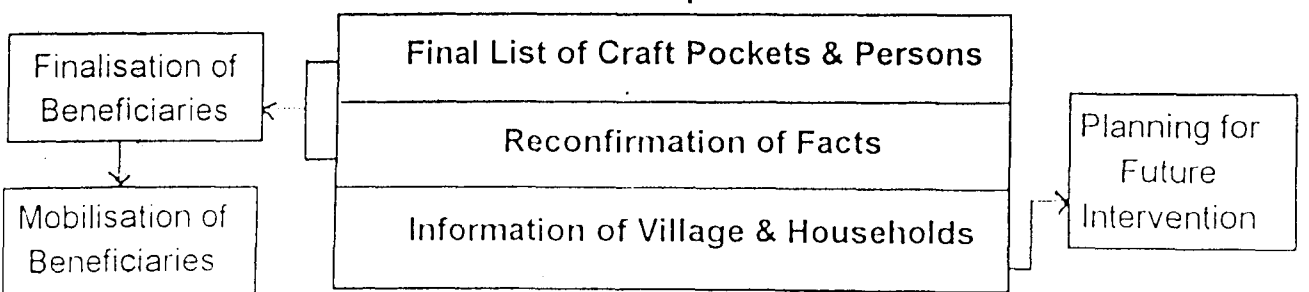 Finalisation of
Beneficiaries
Mobilisation of
Beneficiaries
Final List of Craft Pockets & Persons
Reconfirmation of Facts
Information of Village & Households
Planning for
Future
Intervention